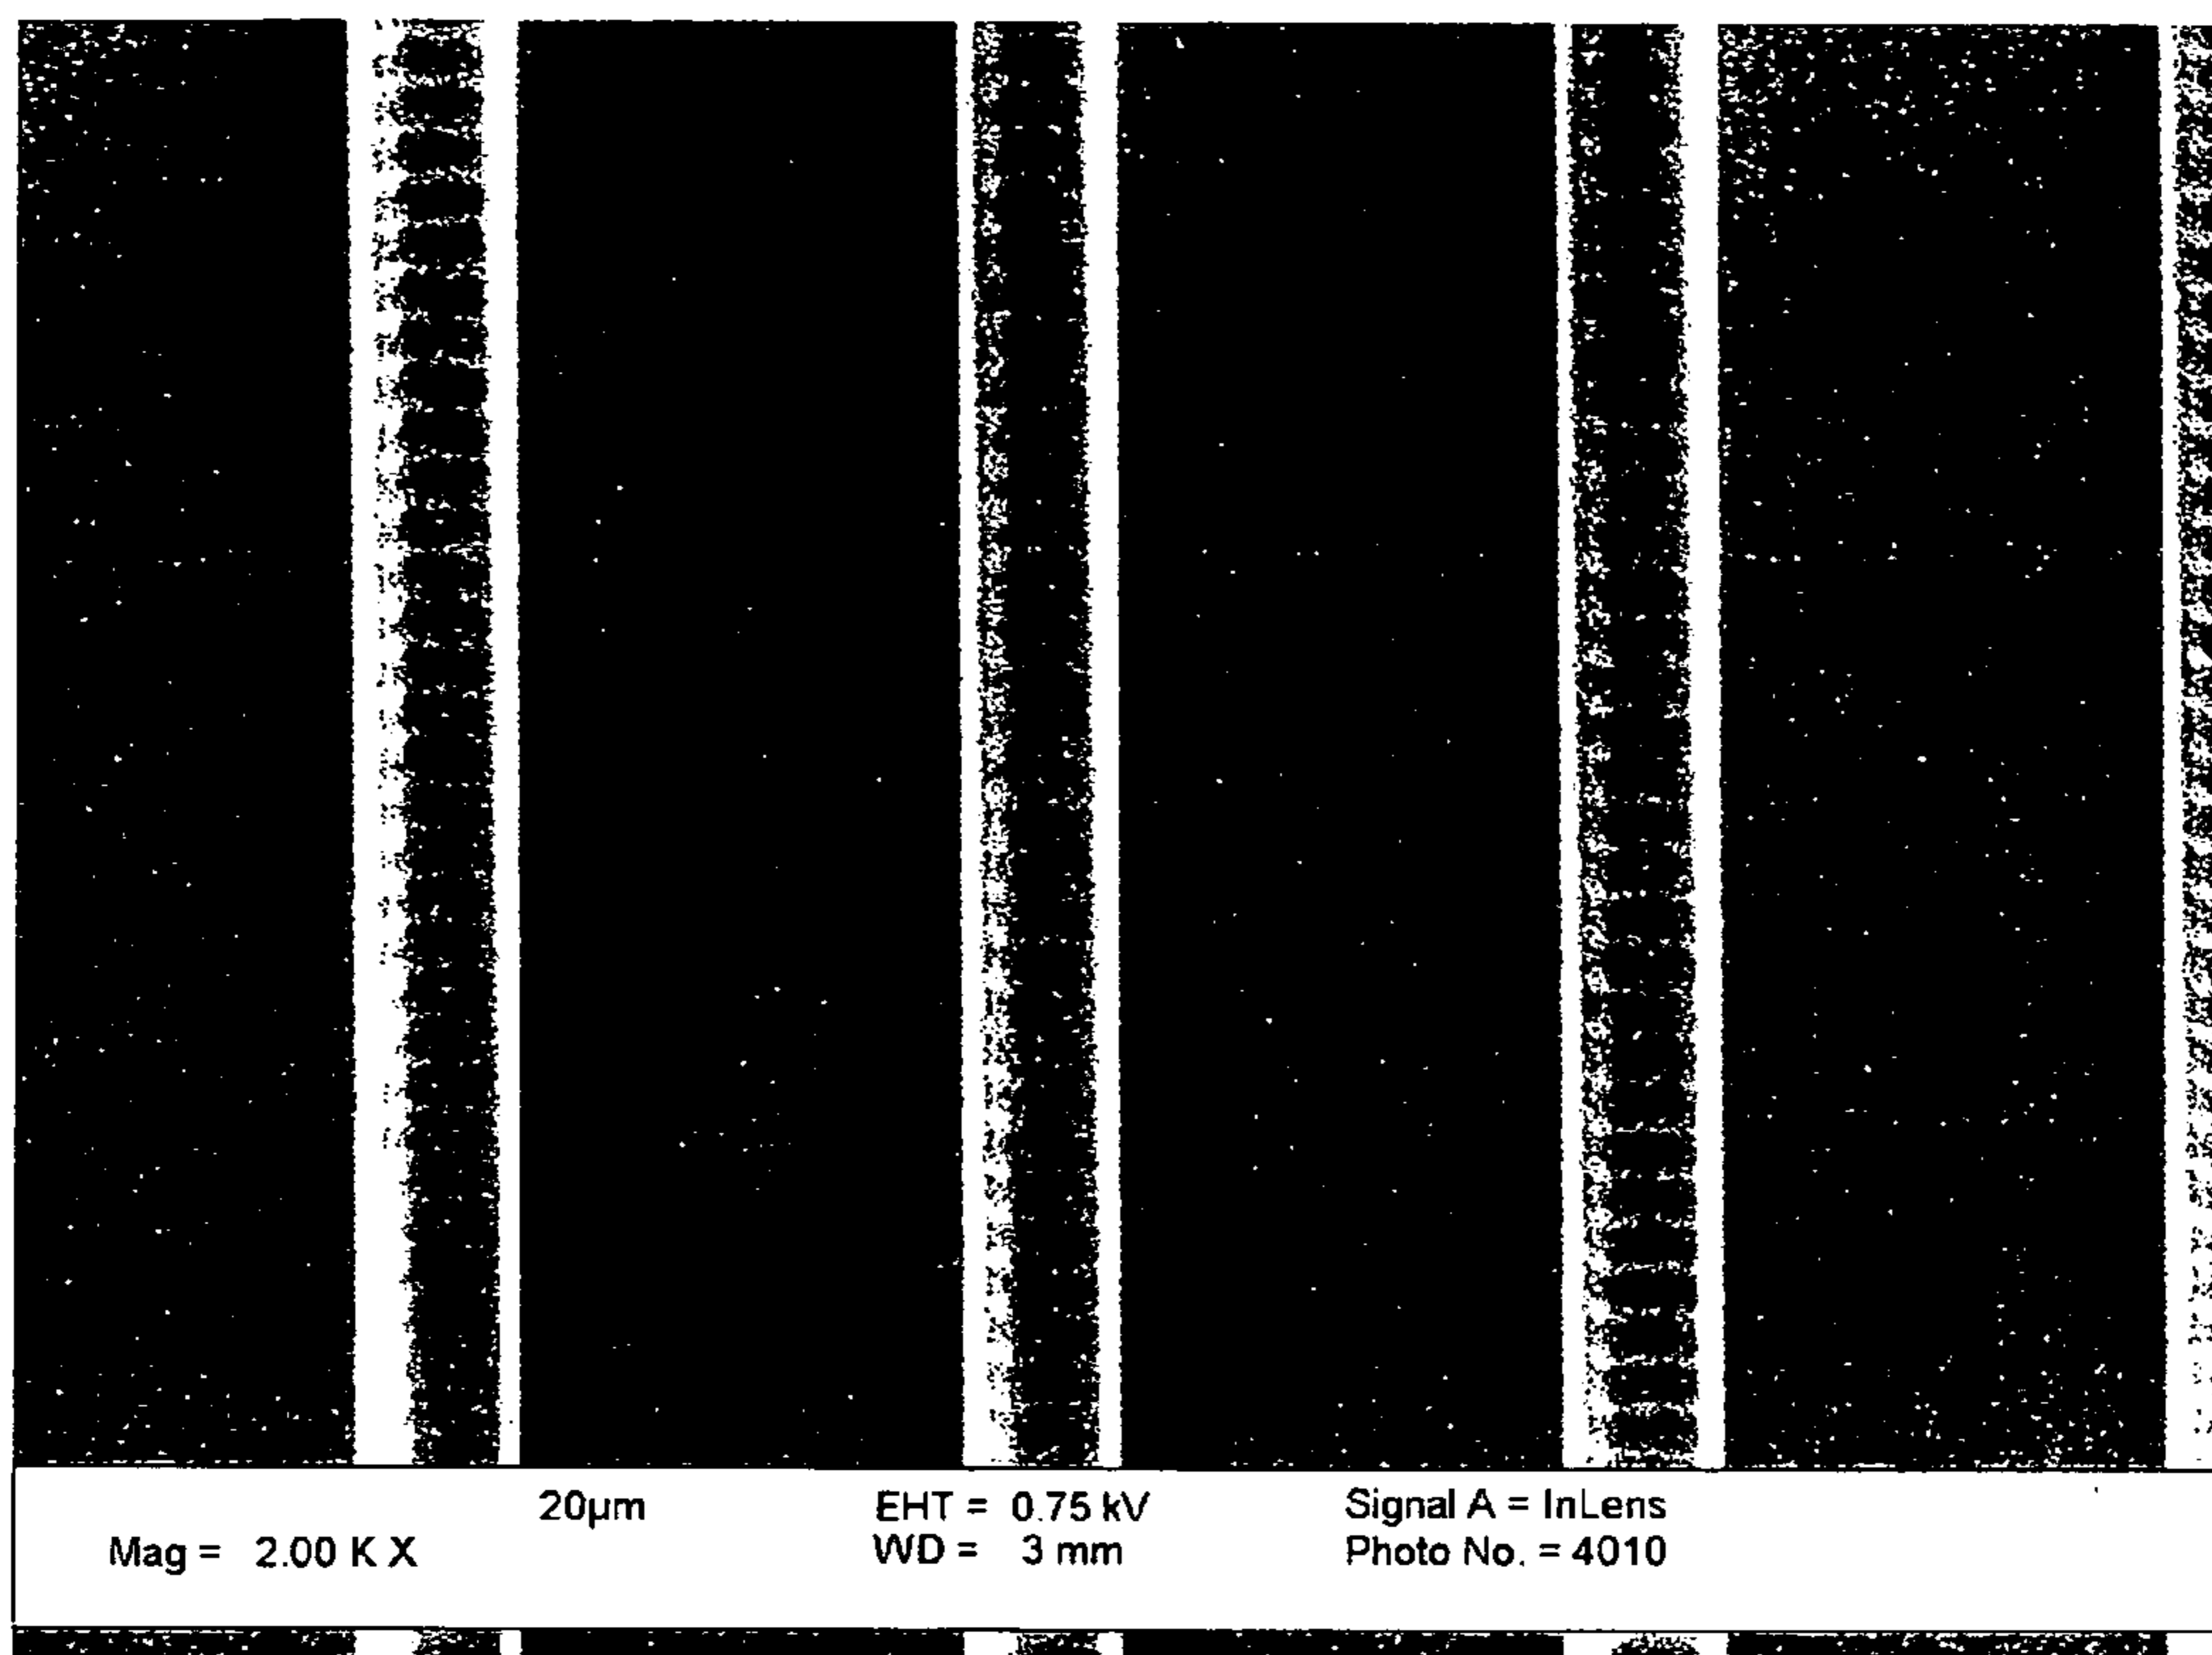 20µm EHT = 0.75 kV Signal A = InLens
Mag = 2.00 K X WD = 3 mm Photo No. = 4010